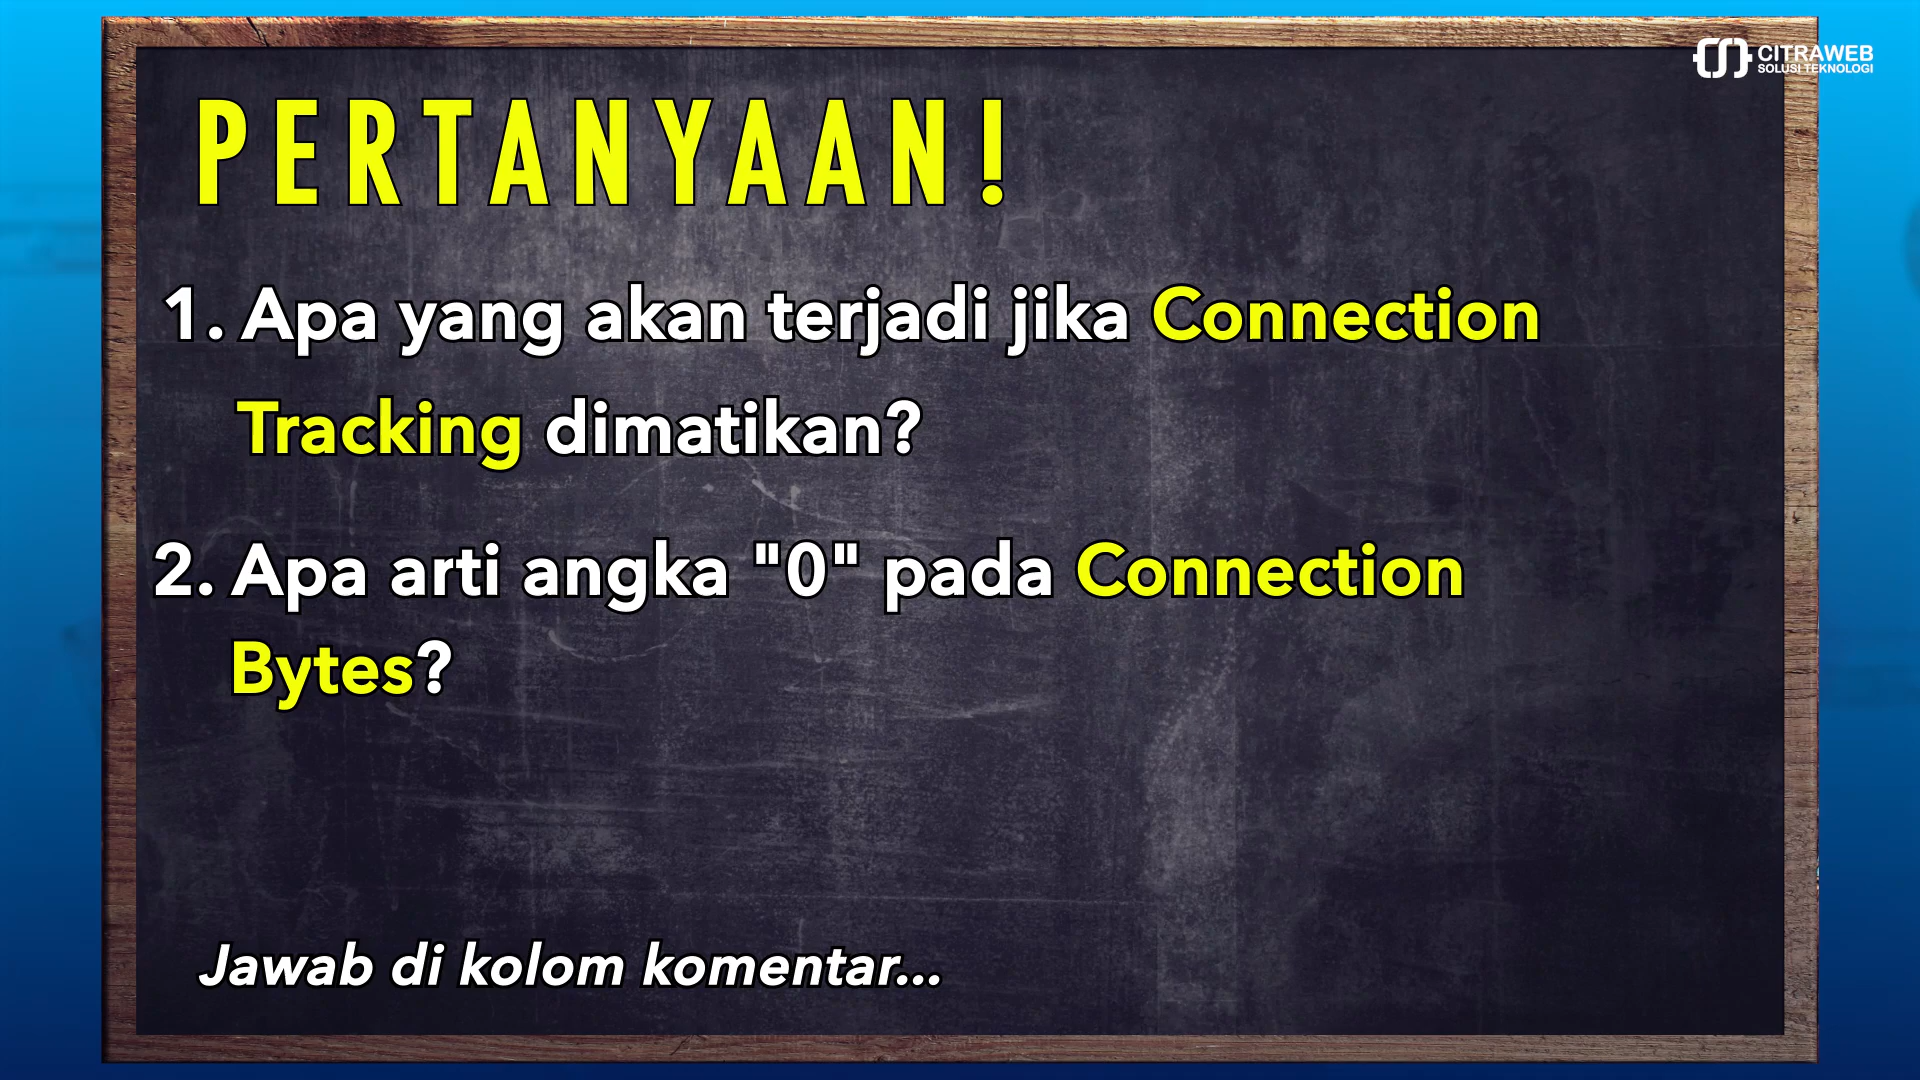 CITRAWEB
SOLUSI TEKNOLOGI
PERTANYAAN!
1. Apa yang akan terjadi jika Connection
Tracking dimatikan?
2. Apa arti angka "0" pada Connection
Bytes?
Jawab di kolom komentar...